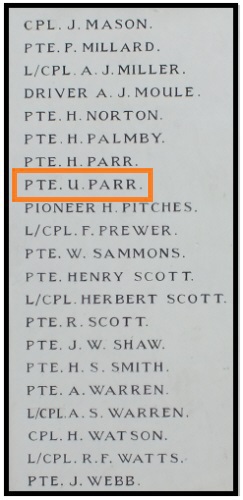 CPL. J. MASON.
PTE. P. MILLARD.
L/CPL. A. J. MILLER.
DRIVER A. J. MOULE.
PTE. H. NORTON.
PTE. H. PALMBY.
PTE. H. PARR.
PTE. U. PARR.
PIONEER H. PITCHES.
L/CPL. F. PREWER.
PTE. W. SAMMONS.
PTE. HENRY SCOTT.
L/CPL. HERBERT SCOTT.
PTE. R. SCOTT.
PTE. J. W. SHAW.
PTE. H. S. SMITH.
PTE. A. WARREN.
L/CPL. A. S. WARREN.
CPL. H. WATSON.
L/CPL. R. F. WATTS.
PTE. J. WEBB.